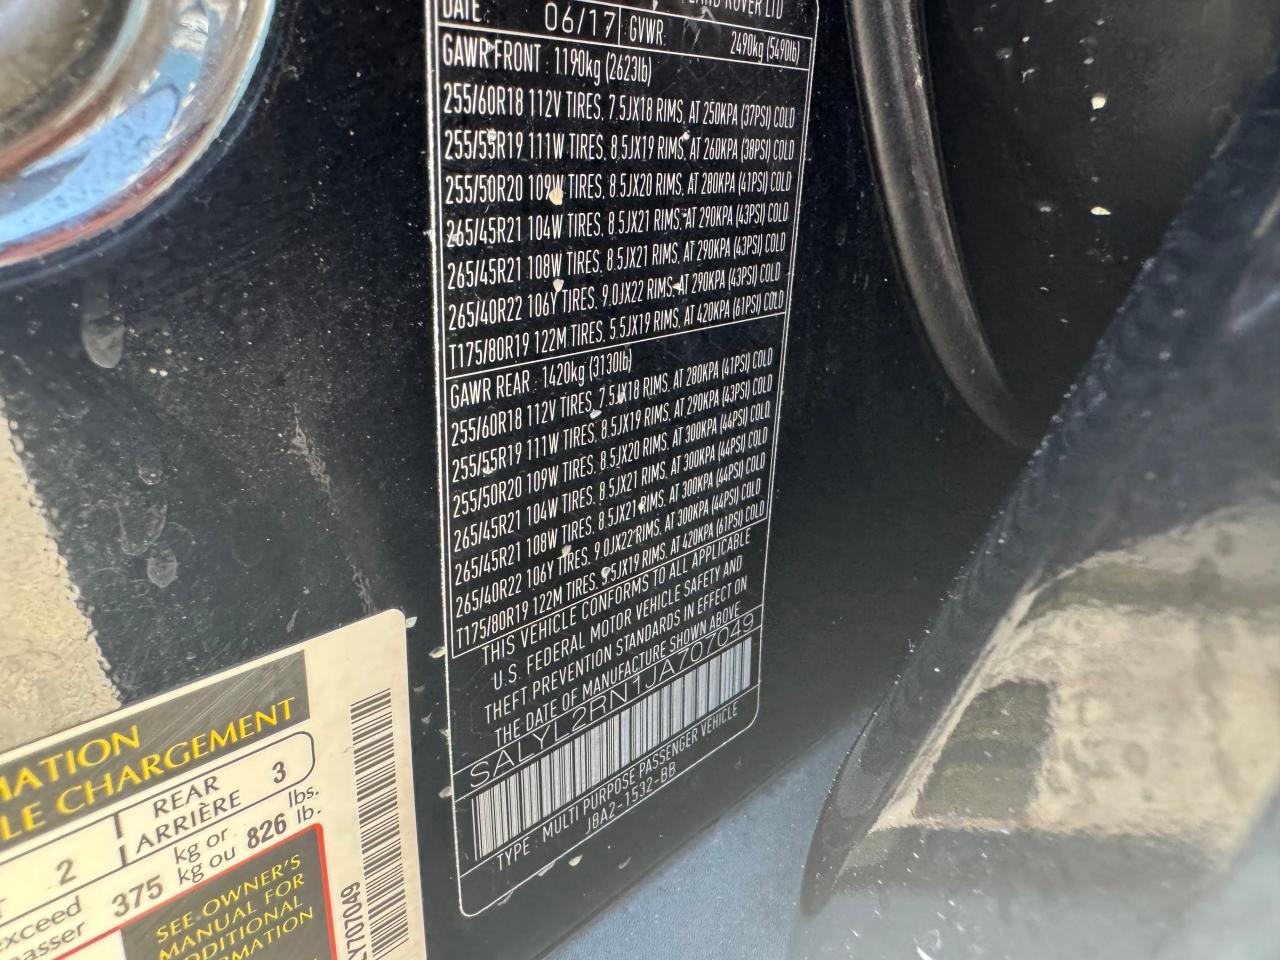 LAND ROVER LTD
DATE: 06/17 GVWR: 2490kg (5490lb)
GAWR FRONT : 1190kg (2623lb)
255/60R18 112V TIRES, 7.5JX18 RIMS, AT 250KPA (37PSI) COLD
255/55R19 111W TIRES, 8.5JX19 RIMS, AT 260KPA (38PSI) COLD
255/50R20 109W TIRES, 8.5JX20 RIMS, AT 280KPA (41PSI) COLD
265/45R21 104W TIRES, 8.5JX21 RIMS, AT 290KPA (43PSI) COLD
265/45R21 108W TIRES, 8.5JX21 RIMS, AT 290KPA (43PSI) COLD
265/40R22 106Y TIRES, 9.0JX22 RIMS, AT 290KPA (43PSI) COLD
T175/80R19 122M TIRES, 5.5JX19 RIMS, AT 420KPA (61PSI) COLD
GAWR REAR : 1420kg (3130lb)
255/60R18 112V TIRES, 7.5JX18 RIMS, AT 280KPA (41PSI) COLD
255/55R19 111W TIRES, 8.5JX19 RIMS, AT 290KPA (43PSI) COLD
255/50R20 109W TIRES, 8.5JX20 RIMS, AT 300KPA (44PSI) COLD
265/45R21 104W TIRES, 8.5JX21 RIMS, AT 300KPA (44PSI) COLD
265/45R21 108W TIRES, 8.5JX21 RIMS, AT 300KPA (44PSI) COLD
265/40R22 106Y TIRES, 9.0JX22 RIMS, AT 300KPA (44PSI) COLD
T175/80R19 122M TIRES, 5.5JX19 RIMS, AT 420KPA (61PSI) COLD
THIS VEHICLE CONFORMS TO ALL APPLICABLE
U.S. FEDERAL MOTOR VEHICLE SAFETY AND
THEFT PREVENTION STANDARDS IN EFFECT ON
THE DATE OF MANUFACTURE SHOWN ABOVE
SALYL2RN1JA707049
TYPE : MULTI PURPOSE PASSENGER VEHICLE
J8A2-1532-BB
MATION
LE CHARGEMENT
2 REAR 3
ARRIÈRE
exceed 375 kg or 826 lbs.
passer kg ou lb.
SEE OWNER'S
MANUAL FOR
ADDITIONAL
RMATION
Y707049